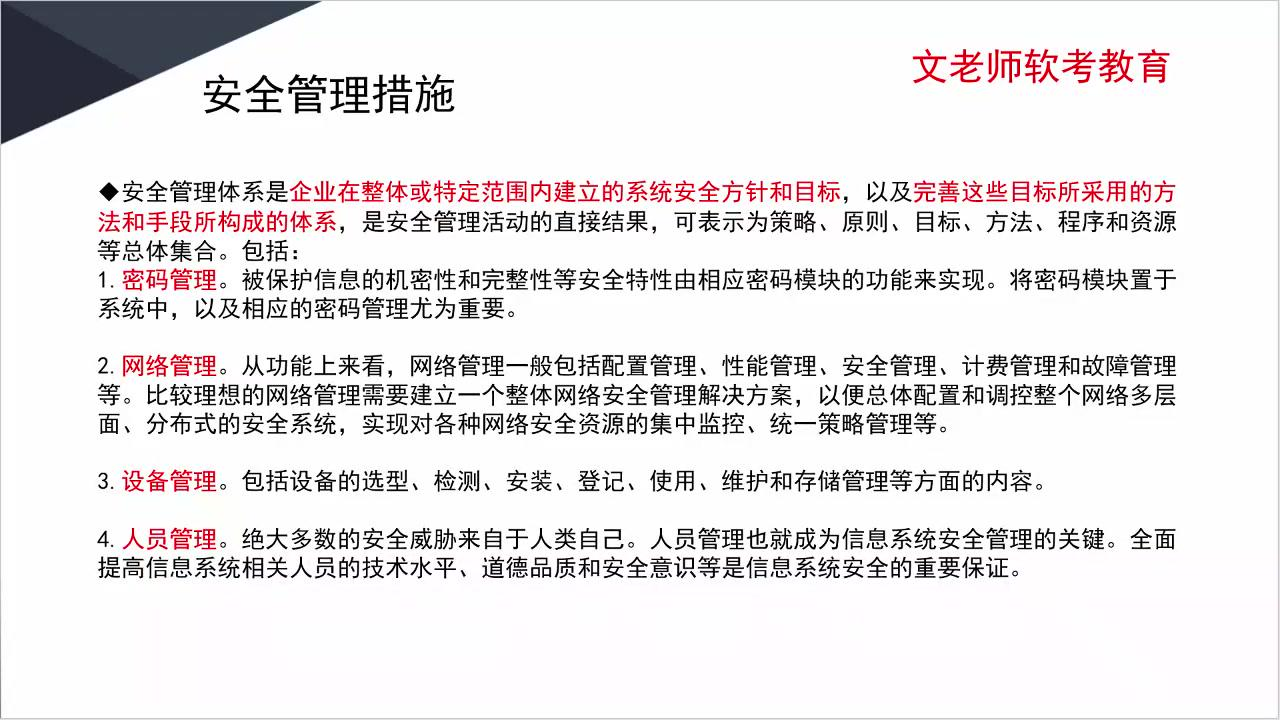 文老师软考教育
安全管理措施
◆安全管理体系是企业在整体或特定范围内建立的系统安全方针和目标，以及完善这些目标所采用的方
法和手段所构成的体系，是安全管理活动的直接结果，可表示为策略、原则、目标、方法、程序和资源
等总体集合。包括：
1. 密码管理。被保护信息的机密性和完整性等安全特性由相应密码模块的功能来实现。将密码模块置于
系统中，以及相应的密码管理尤为重要。
2. 网络管理。从功能上来看，网络管理一般包括配置管理、性能管理、安全管理、计费管理和故障管理
等。比较理想的网络管理需要建立一个整体网络安全管理解决方案，以便总体配置和调控整个网络多层
面、分布式的安全系统，实现对各种网络安全资源的集中监控、统一策略管理等。
3. 设备管理。包括设备的选型、检测、安装、登记、使用、维护和存储管理等方面的内容。
4. 人员管理。绝大多数的安全威胁来自于人类自己。人员管理也就成为信息系统安全管理的关键。全面
提高信息系统相关人员的技术水平、道德品质和安全意识等是信息系统安全的重要保证。